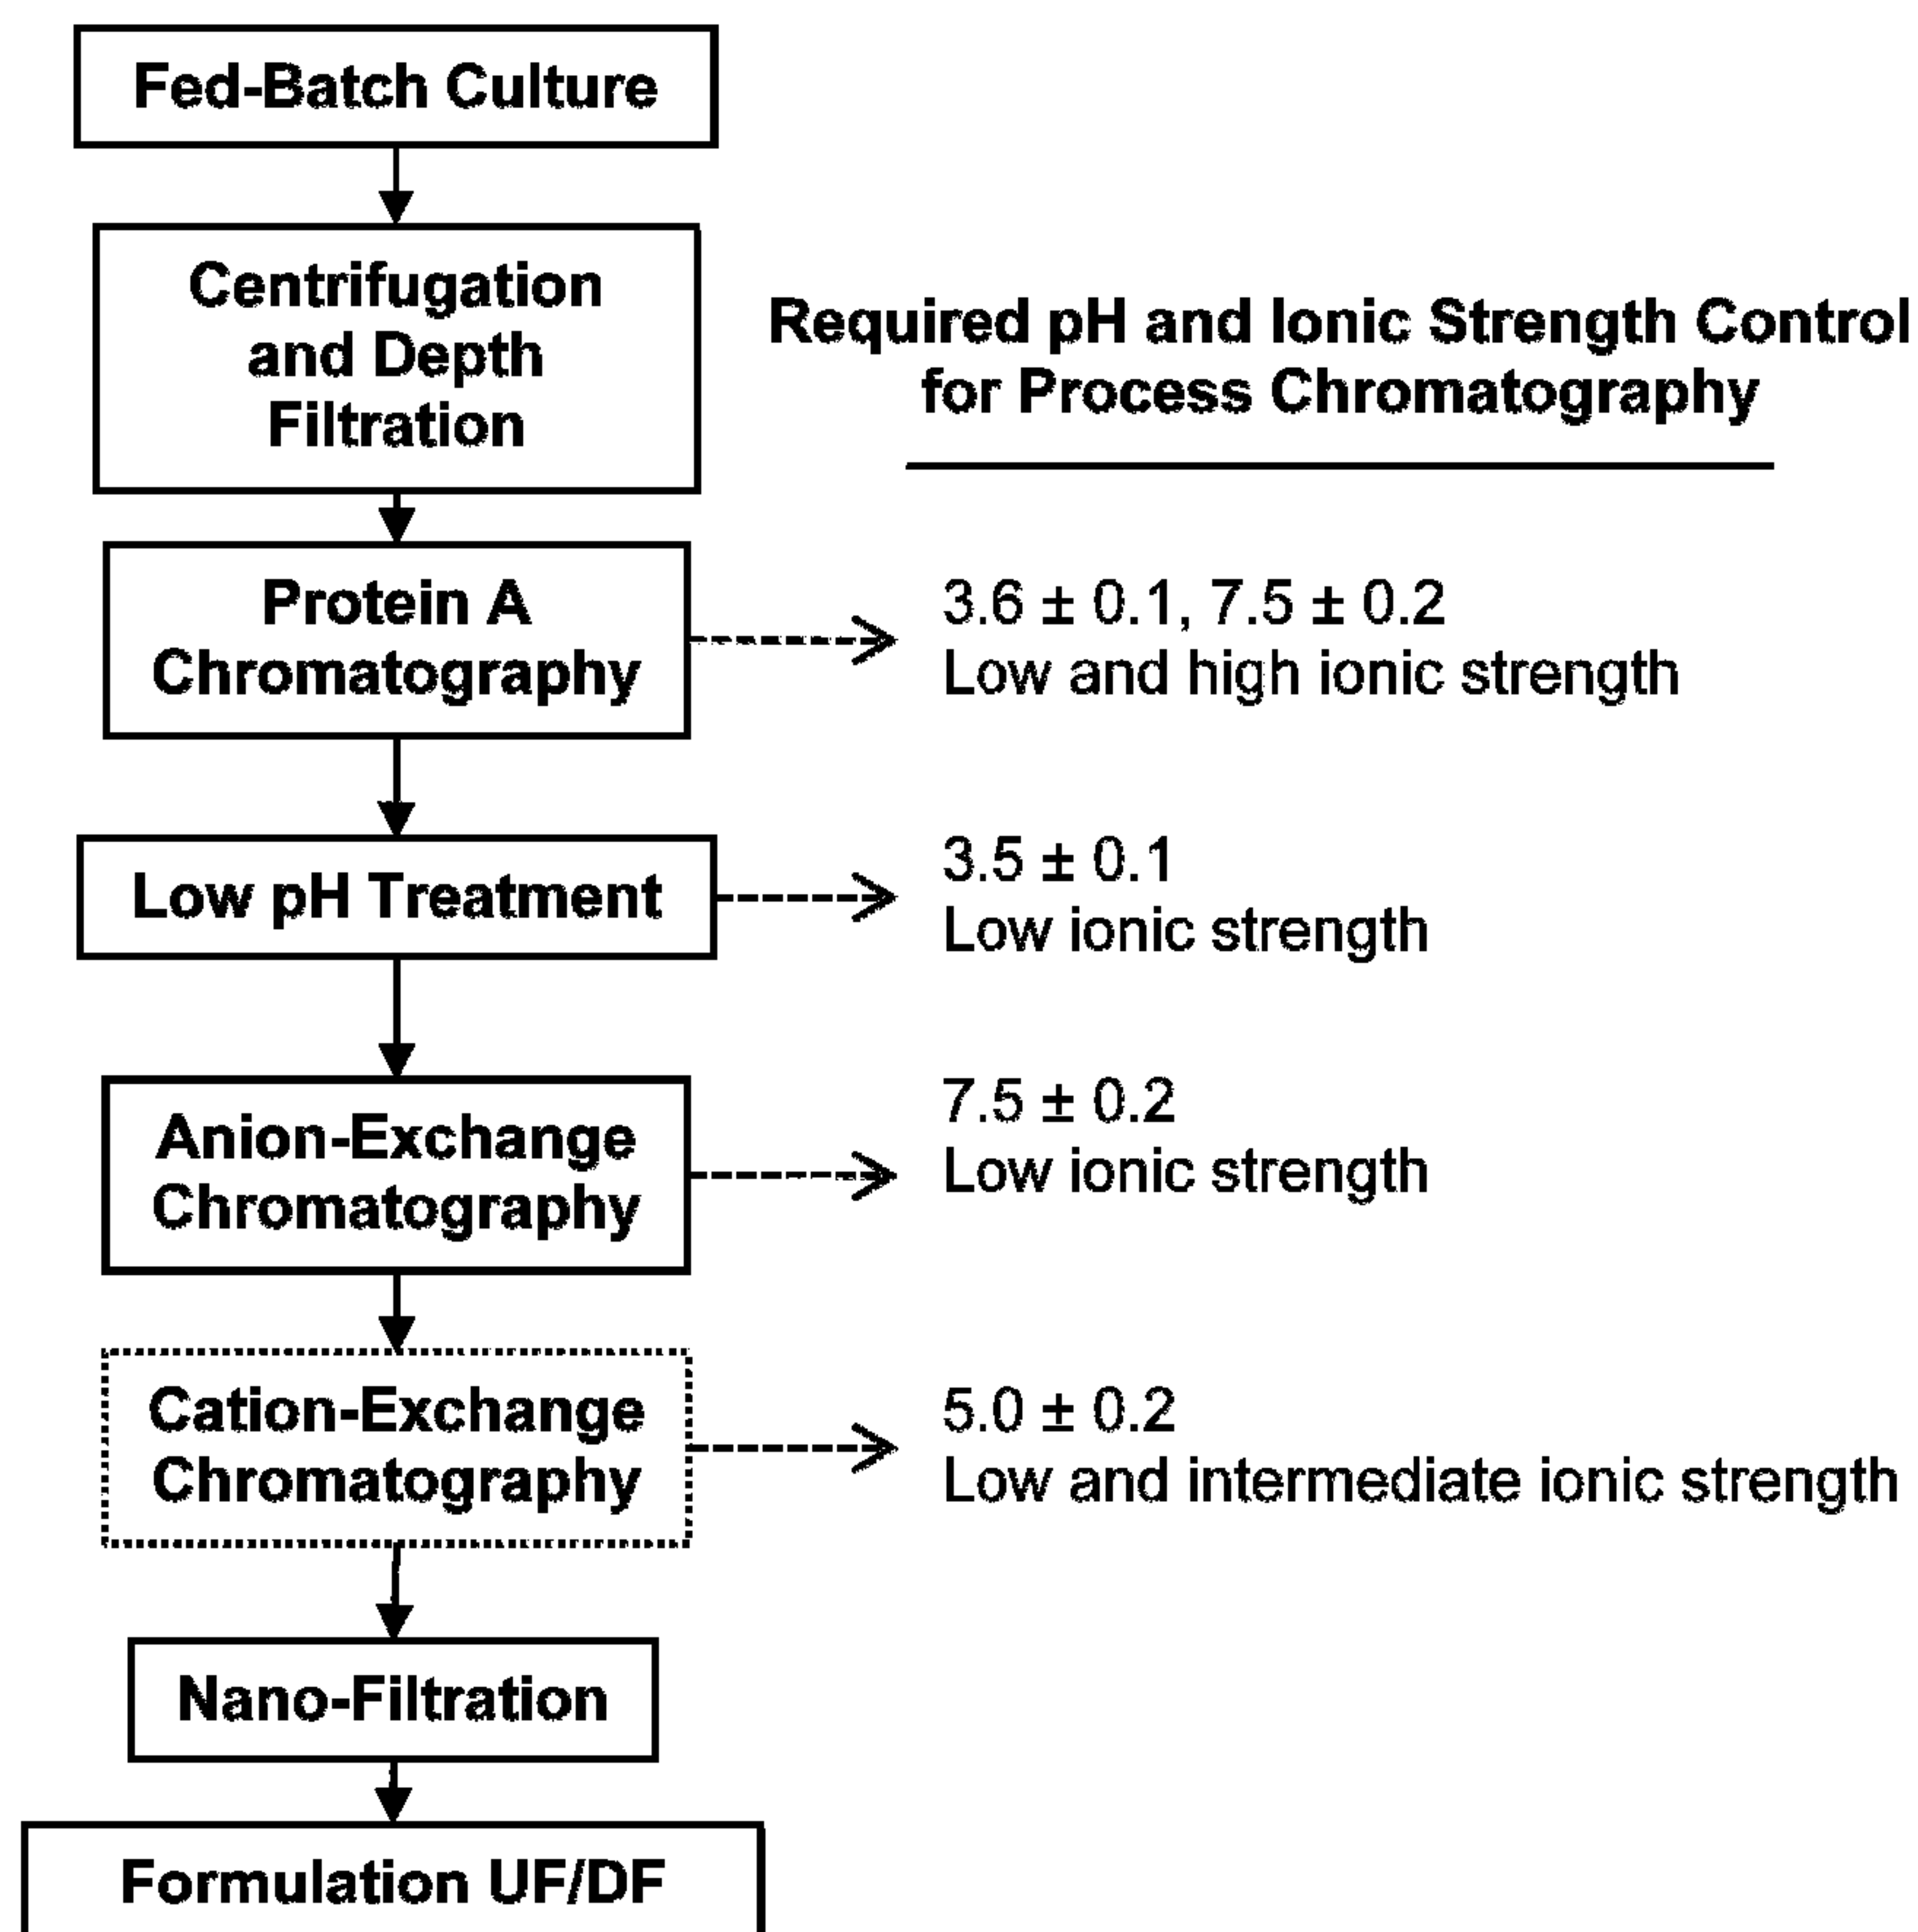 Fed-Batch Culture
Centrifugation
and Depth
Filtration
Required pH and Ionic Strength Control
for Process Chromatography
Protein A
Chromatography
3.6 ± 0.1, 7.5 ± 0.2
Low and high ionic strength
Low pH Treatment
3.5 ± 0.1
Low ionic strength
Anion-Exchange
Chromatography
7.5 ± 0.2
Low ionic strength
Cation-Exchange
Chromatography
5.0 ± 0.2
Low and intermediate ionic strength
Nano-Filtration
Formulation UF/DF